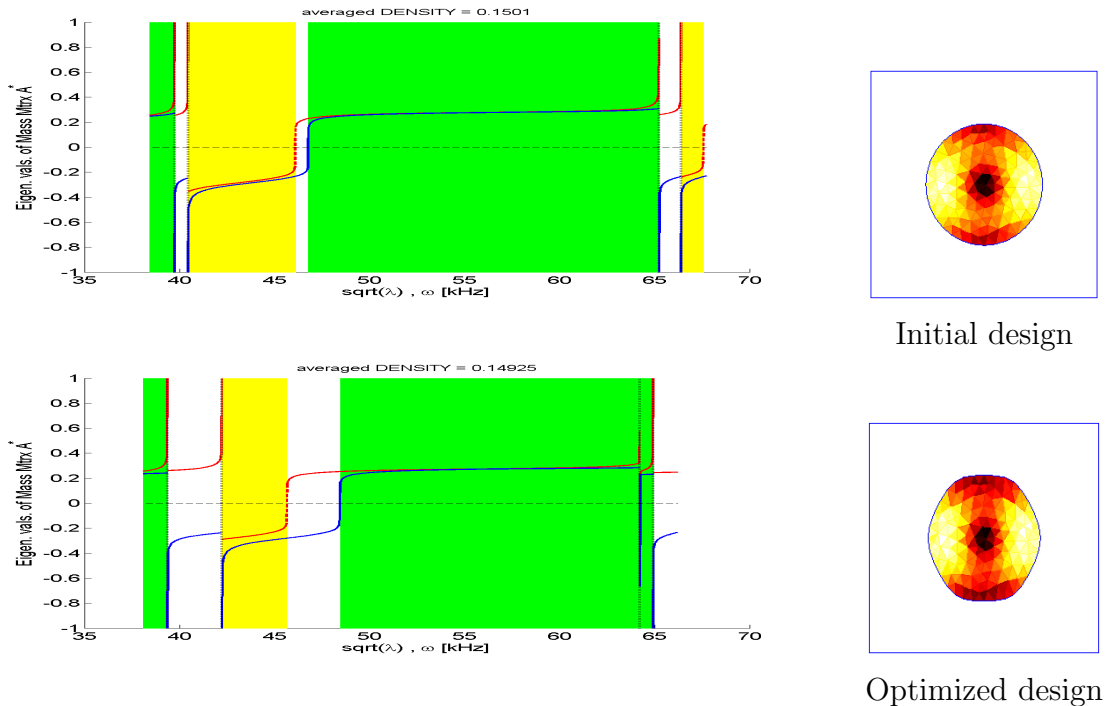 averaged DENSITY = 0.1501
Eigen. vals. of Mass Mtrx A*
1
0.8
0.6
0.4
0.2
0
-0.2
-0.4
-0.6
-0.8
-1
35 40 45 50 55 60 65 70
sqrt(λ) , ω [kHz]
Initial design
averaged DENSITY = 0.14925
Eigen. vals. of Mass Mtrx A*
1
0.8
0.6
0.4
0.2
0
-0.2
-0.4
-0.6
-0.8
-1
35 40 45 50 55 60 65 70
sqrt(λ) , ω [kHz]
Optimized design